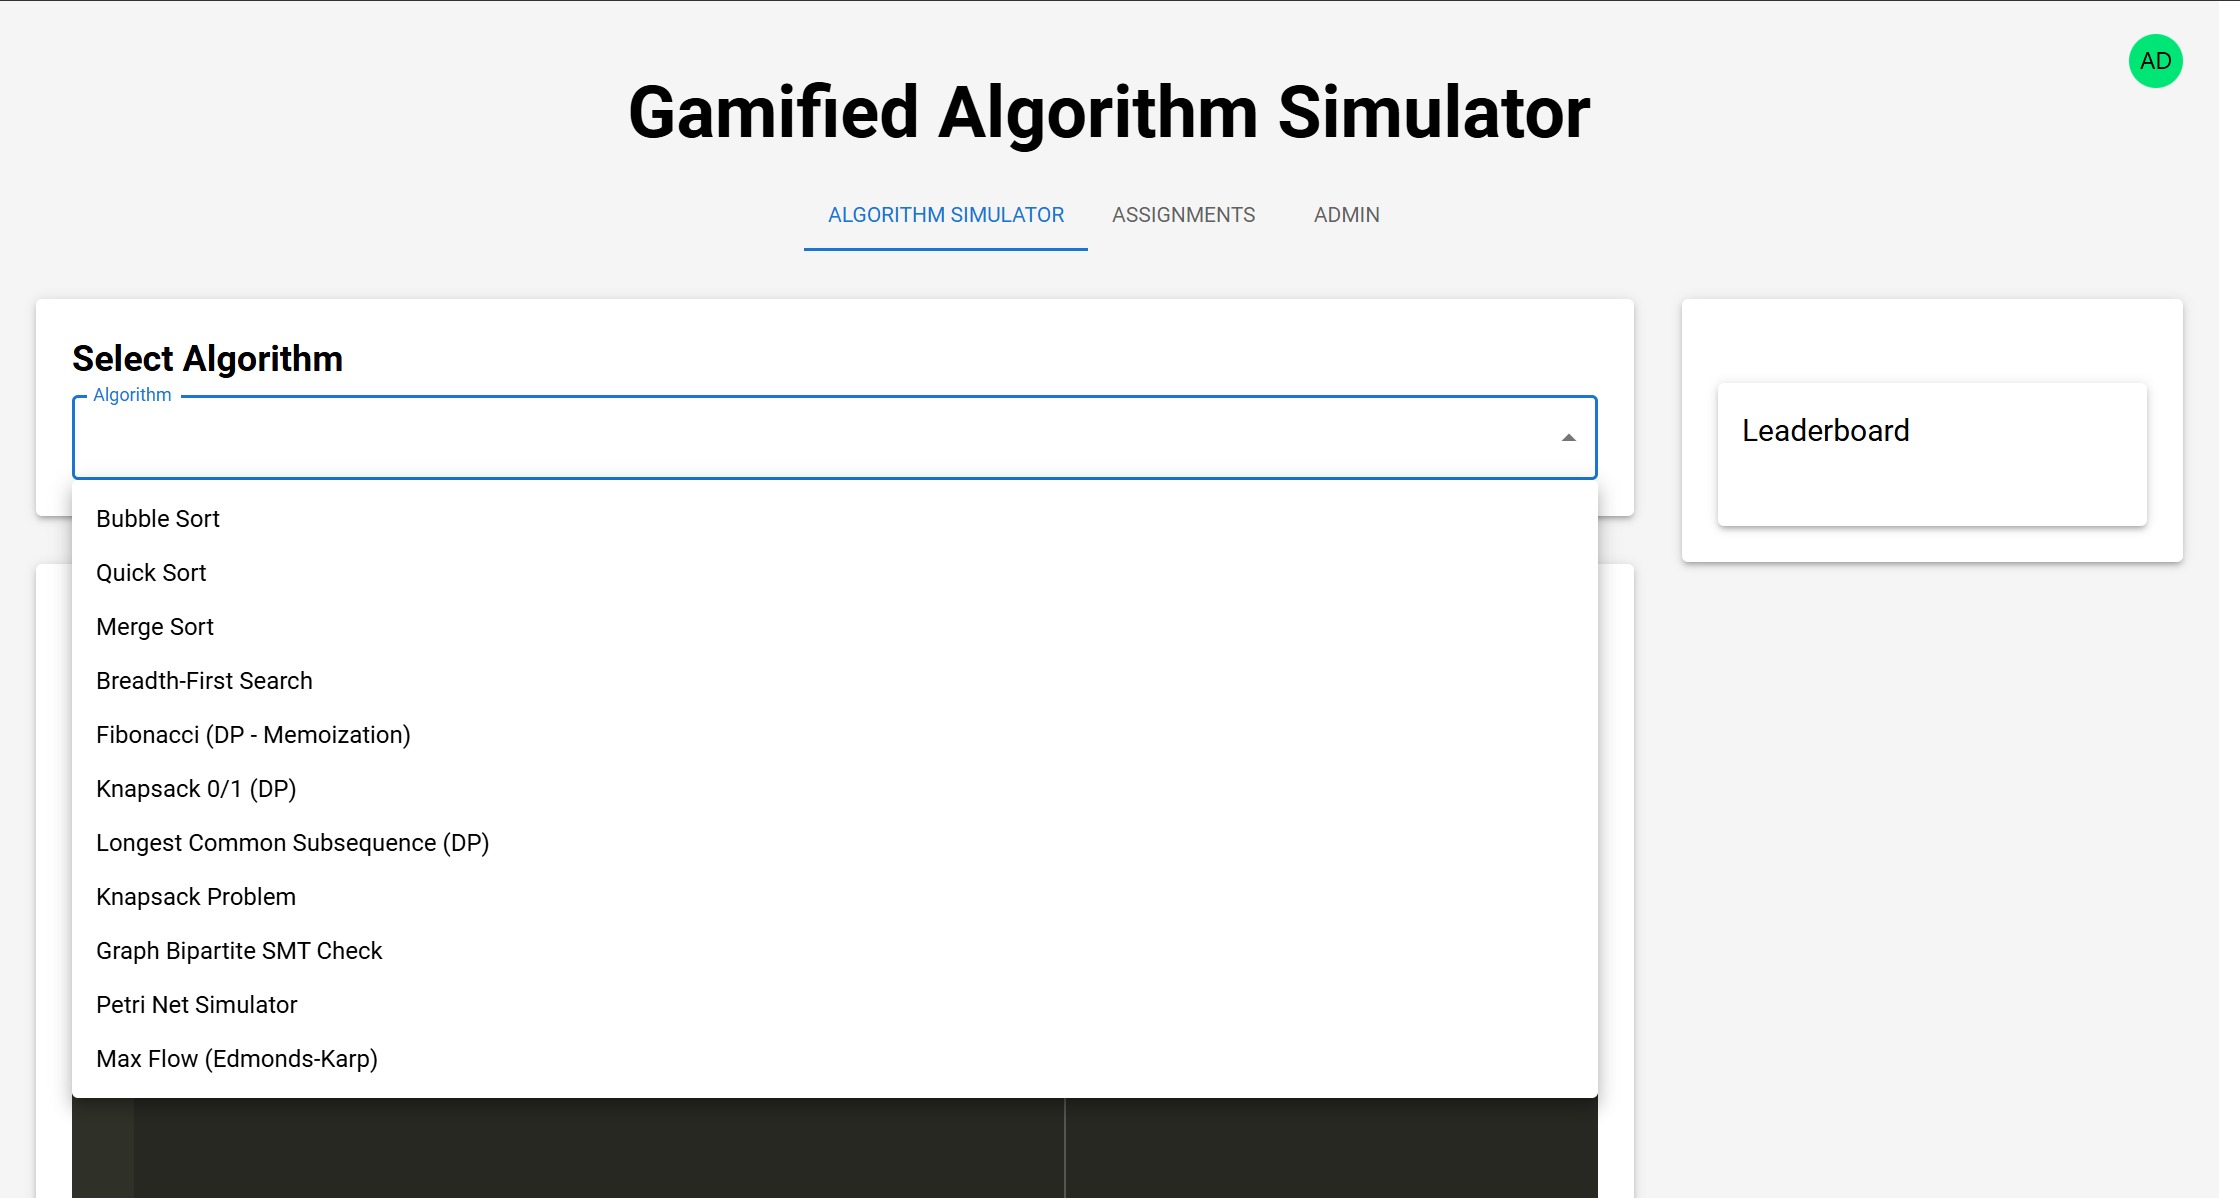 AD
Gamified Algorithm Simulator
ALGORITHM SIMULATOR ASSIGNMENTS ADMIN
Select Algorithm
Algorithm
Bubble Sort
Quick Sort
Merge Sort
Breadth-First Search
Fibonacci (DP - Memoization)
Knapsack 0/1 (DP)
Longest Common Subsequence (DP)
Knapsack Problem
Graph Bipartite SMT Check
Petri Net Simulator
Max Flow (Edmonds-Karp)
Leaderboard